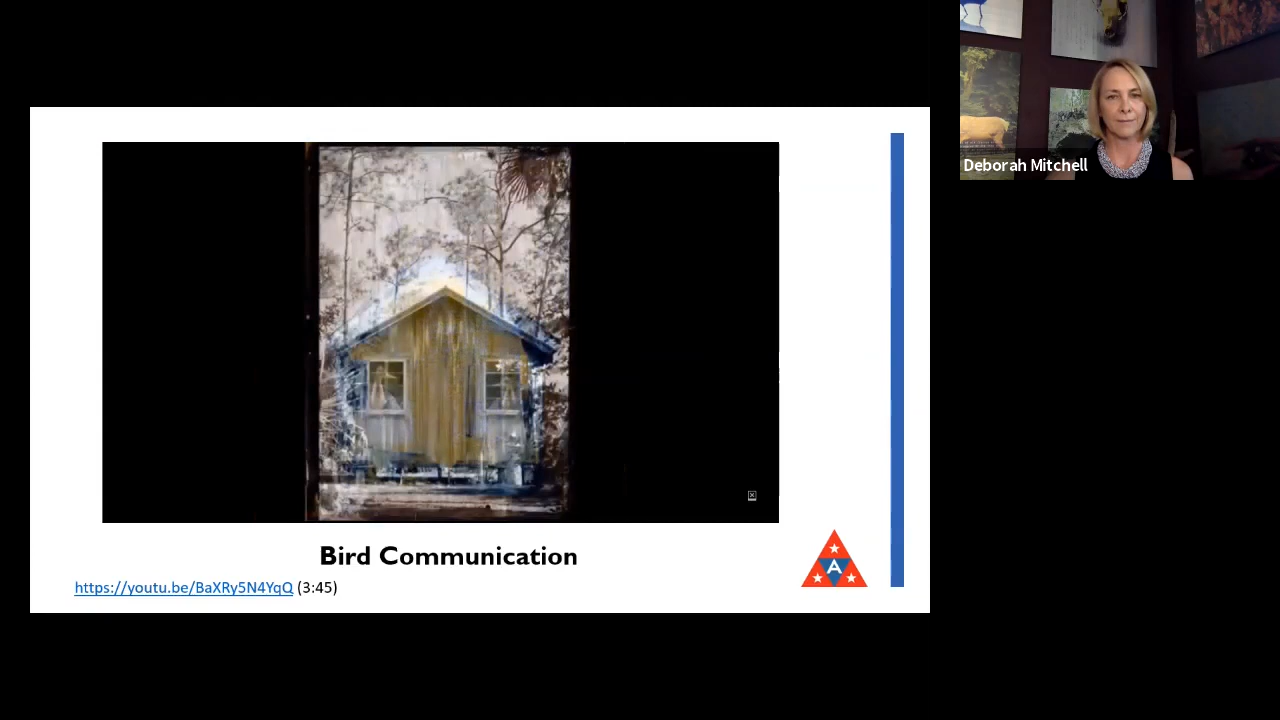 Deborah Mitchell
A
Bird Communication
https://youtu.be/BaXRy5N4YqQ (3:45)